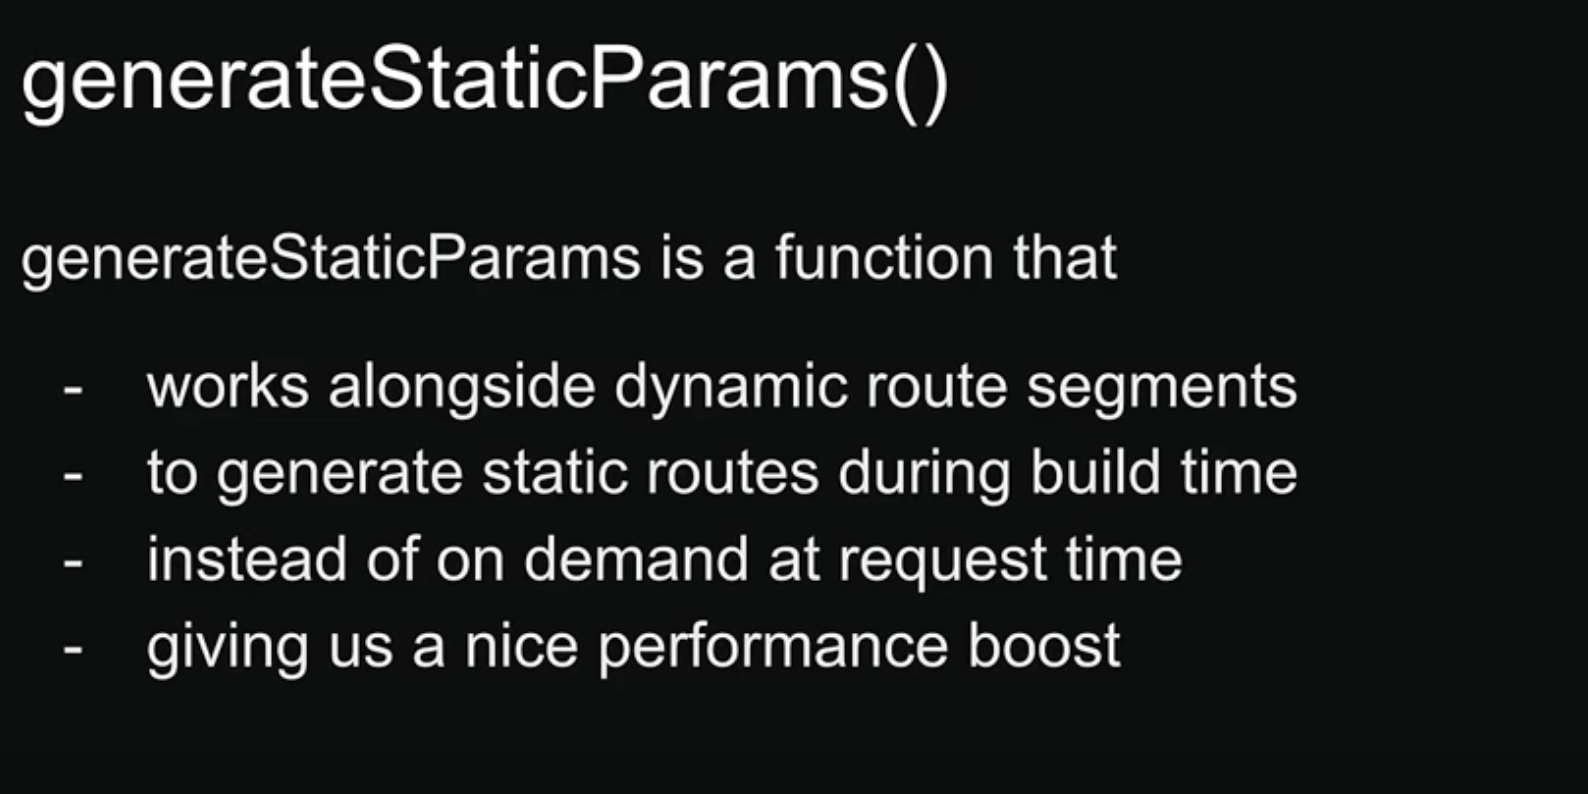 generateStaticParams()
generateStaticParams is a function that
- works alongside dynamic route segments
- to generate static routes during build time
- instead of on demand at request time
- giving us a nice performance boost